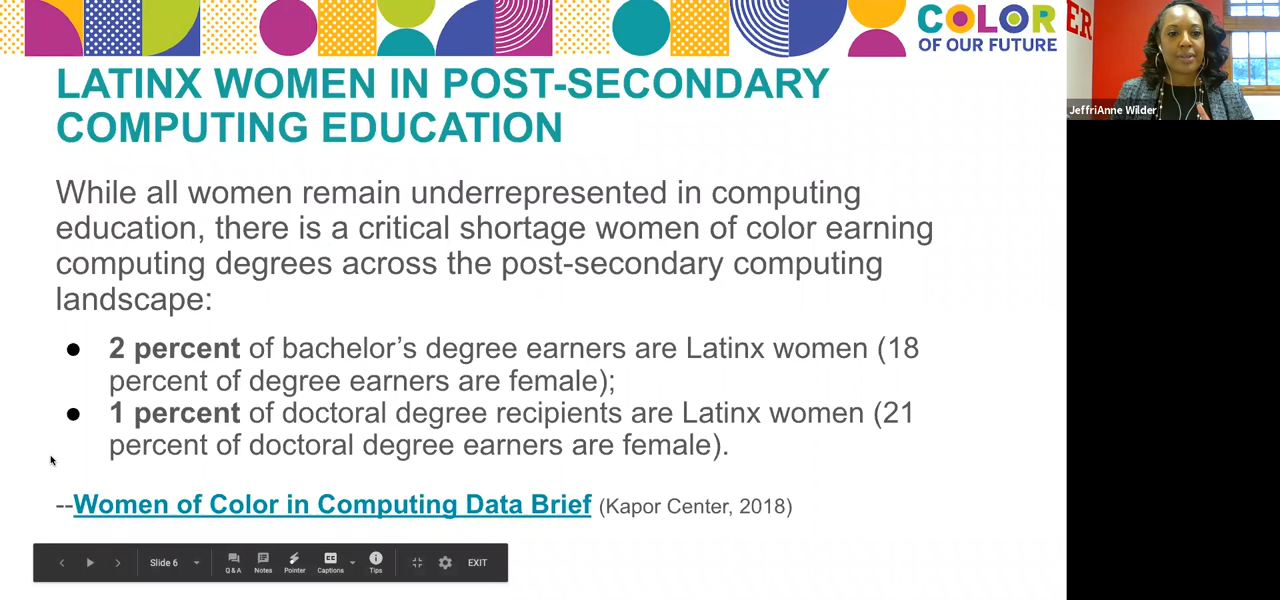 COLOR
OF OUR FUTURE
ER
JeffriAnne Wilder
LATINX WOMEN IN POST-SECONDARY
COMPUTING EDUCATION
While all women remain underrepresented in computing
education, there is a critical shortage women of color earning
computing degrees across the post-secondary computing
landscape:
● 2 percent of bachelor’s degree earners are Latinx women (18
percent of degree earners are female);
● 1 percent of doctoral degree recipients are Latinx women (21
percent of doctoral degree earners are female).
--Women of Color in Computing Data Brief (Kapor Center, 2018)
Slide 6
Q&A
Notes
Pointer
CC
Captions
Tips
EXIT